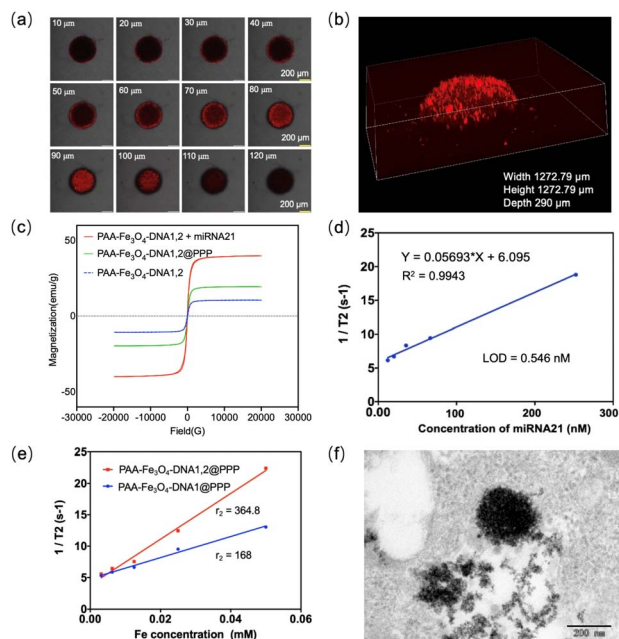 (a)
10 μm
20 μm
30 μm
40 μm
200 μm
50 μm
60 μm
70 μm
80 μm
200 μm
90 μm
100 μm
110 μm
120 μm
200 μm
(b)
Width 1272.79 μm
Height 1272.79 μm
Depth 290 μm
(c)
PAA-Fe₃O₄-DNA1,2 + miRNA21
PAA-Fe₃O₄-DNA1,2@PPP
PAA-Fe₃O₄-DNA1,2
Magnetization(emu/g)
50
0
-50
-30000 -20000 -10000 0 10000 20000 30000
Field(G)
(d)
Y = 0.05693*X + 6.095
R² = 0.9943
LOD = 0.546 nM
1 / T2 (s-1)
25
20
15
10
5
0.00 100 200 300
Concentration of miRNA21 (nM)
(e)
PAA-Fe₃O₄-DNA1,2@PPP
PAA-Fe₃O₄-DNA1@PPP
r₂ = 364.8
r₂ = 168
1 / T2 (s-1)
25
20
15
10
5
0
0.00 0.02 0.04 0.06
Fe concentration (mM)
(f)
200 nm